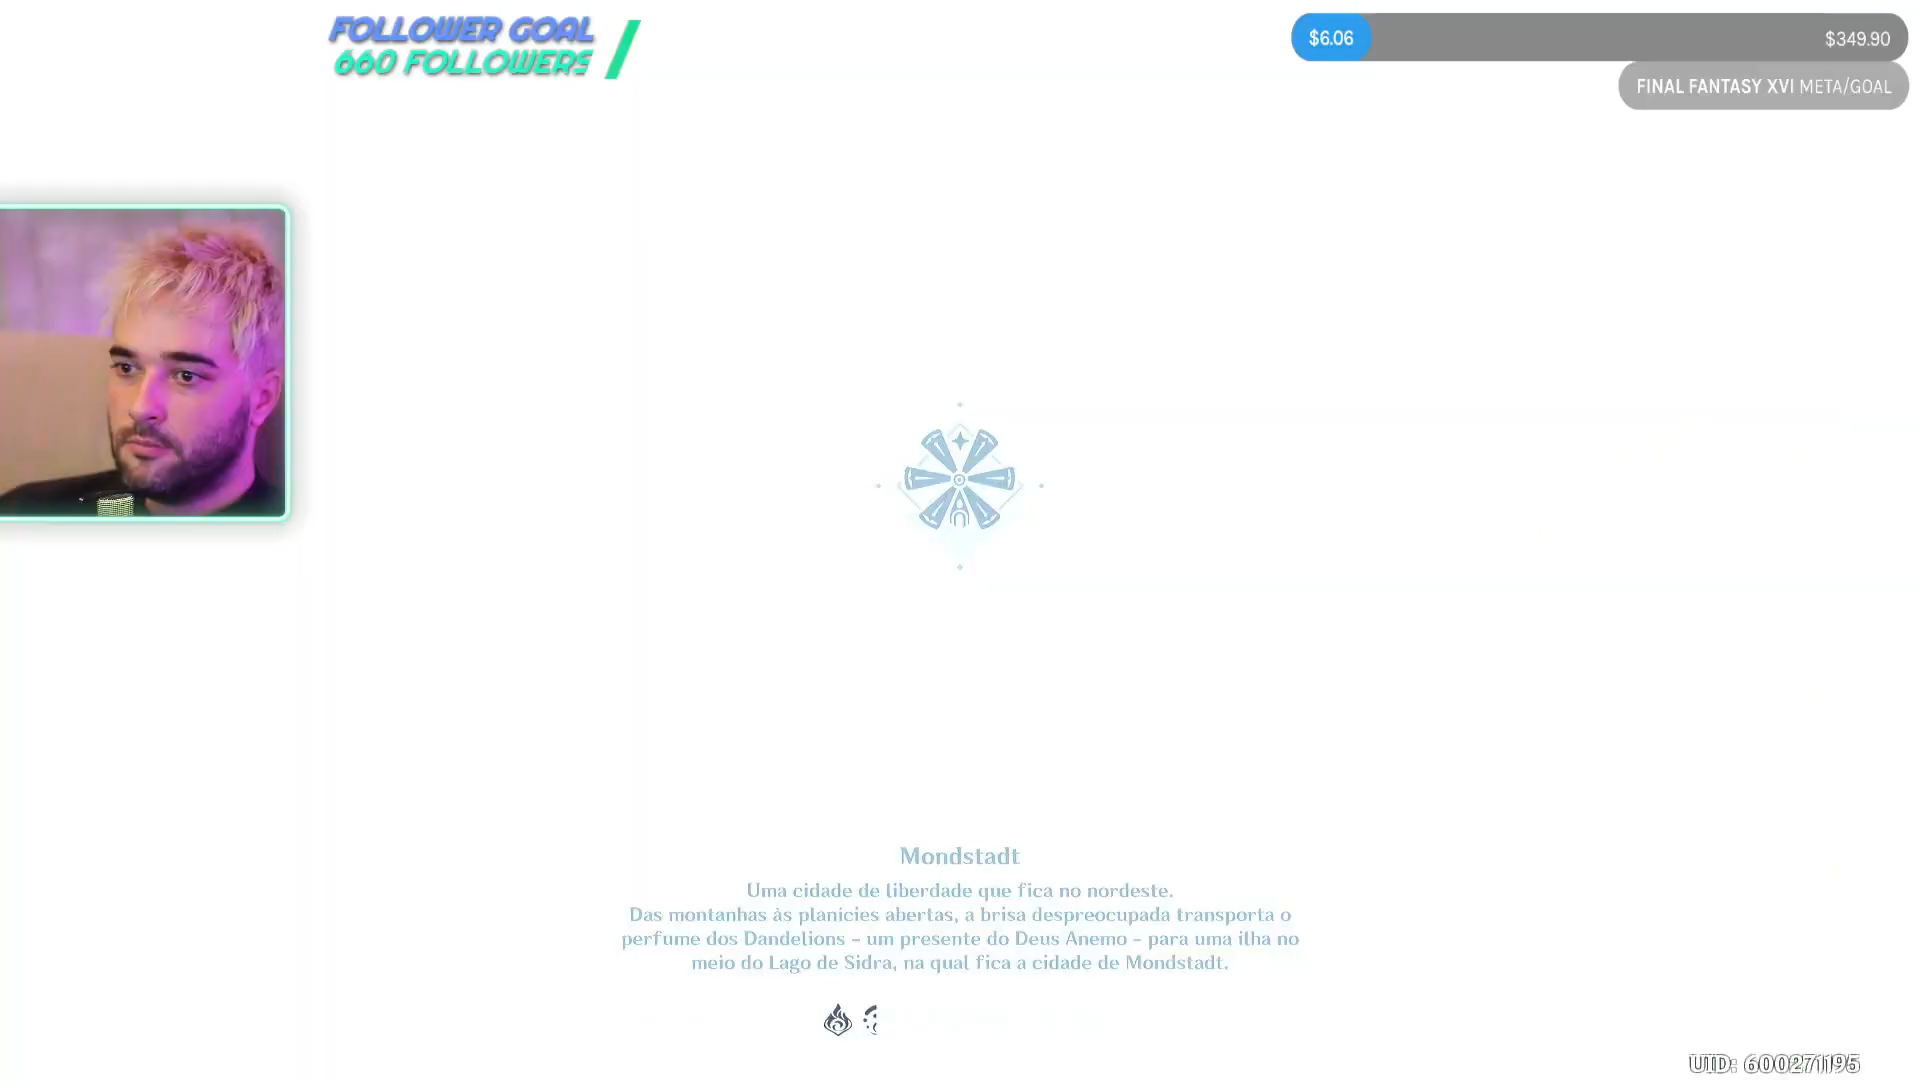 FOLLOWER GOAL
660 FOLLOWERS
$6.06
$349.90
FINAL FANTASY XVI META/GOAL
Mondstadt
Uma cidade de liberdade que fica no nordeste.
Das montanhas às planícies abertas, a brisa despreocupada transporta o
perfume dos Dandelions - um presente do Deus Anemo - para uma ilha no
meio do Lago de Sidra, na qual fica a cidade de Mondstadt.
UID: 600271195